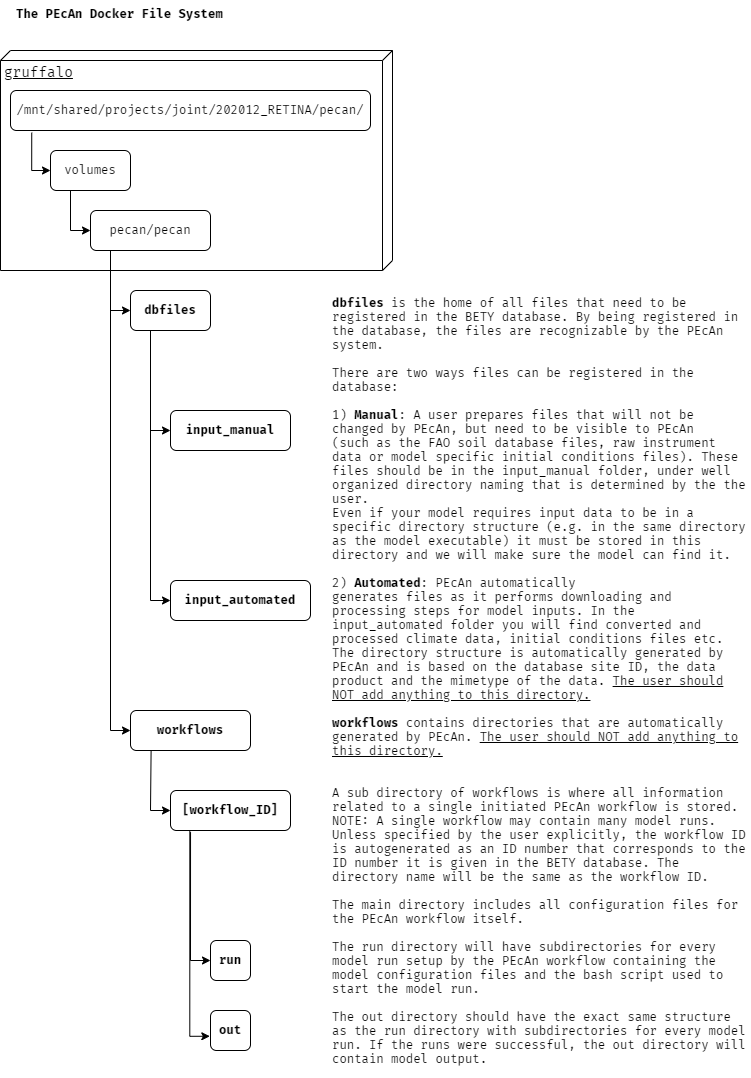 The PEcAn Docker File System
gruffalo
/mnt/shared/projects/joint/202012_RETINA/pecan/
volumes
pecan/pecan
dbfiles
dbfiles is the home of all files that need to be
registered in the BETY database. By being registered in
the database, the files are recognizable by the PEcAn
system.
There are two ways files can be registered in the
database:
input_manual
1) Manual: A user prepares files that will not be
changed by PEcAn, but need to be visible to PEcAn
(such as the FAO soil database files, raw instrument
data or model specific initial conditions files). These
files should be in the input_manual folder, under well
organized directory naming that is determined by the the
user.
Even if your model requires input data to be in a
specific directory structure (e.g. in the same directory
as the model executable) it must be stored in this
directory and we will make sure the model can find it.
input_automated
2) Automated: PEcAn automatically
generates files as it performs downloading and
processing steps for model inputs. In the
input_automated folder you will find converted and
processed climate data, initial conditions files etc.
The directory structure is automatically generated by
PEcAn and is based on the database site ID, the data
product and the mimetype of the data. The user should
NOT add anything to this directory.
workflows
workflows contains directories that are automatically
generated by PEcAn. The user should NOT add anything to
this directory.
[workflow_ID]
A sub directory of workflows is where all information
related to a single initiated PEcAn workflow is stored.
NOTE: A single workflow may contain many model runs.
Unless specified by the user explicitly, the workflow ID
is autogenerated as an ID number that corresponds to the
ID number it is given in the BETY database. The
directory name will be the same as the workflow ID.
The main directory includes all configuration files for
the PEcAn workflow itself.
run
The run directory will have subdirectories for every
model run setup by the PEcAn workflow containing the
model configuration files and the bash script used to
start the model run.
out
The out directory should have the exact same structure
as the run directory with subdirectories for every model
run. If the runs were successful, the out directory will
contain model output.